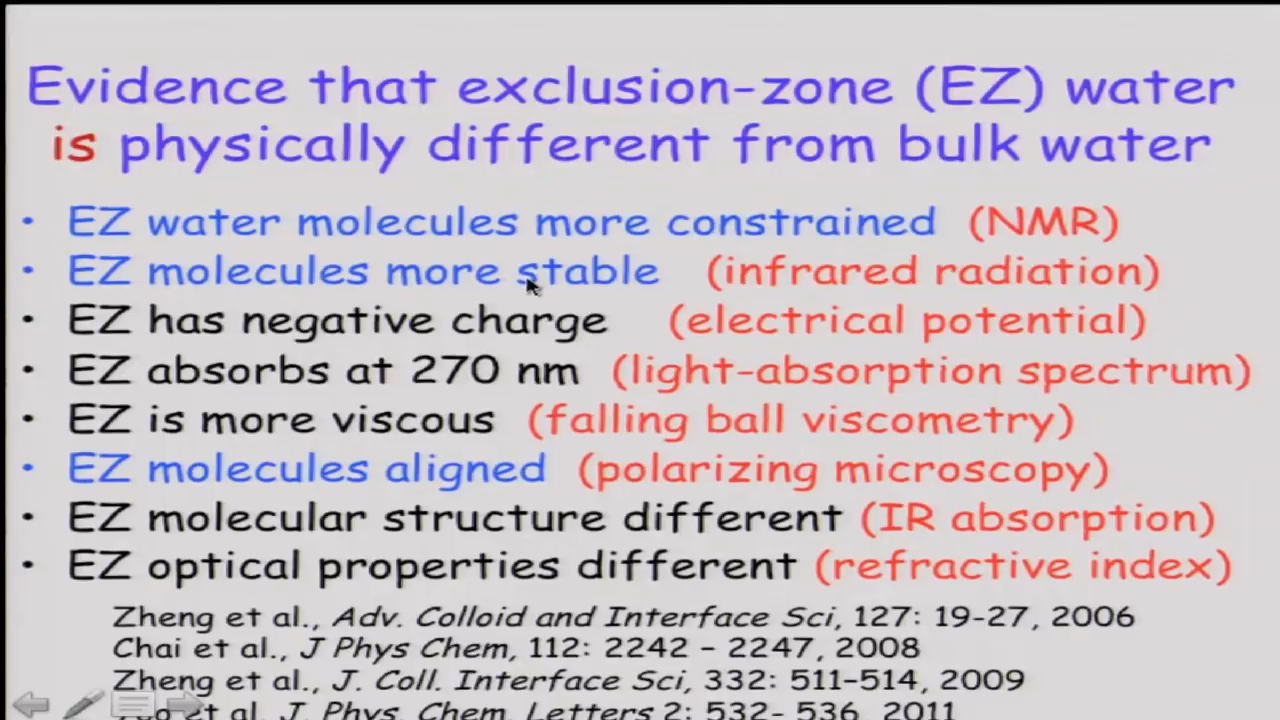 Evidence that exclusion-zone (EZ) water
is physically different from bulk water
• EZ water molecules more constrained (NMR)
• EZ molecules more stable (infrared radiation)
• EZ has negative charge (electrical potential)
• EZ absorbs at 270 nm (light-absorption spectrum)
• EZ is more viscous (falling ball viscometry)
• EZ molecules aligned (polarizing microscopy)
• EZ molecular structure different (IR absorption)
• EZ optical properties different (refractive index)
Zheng et al., Adv. Colloid and Interface Sci, 127: 19-27, 2006
Chai et al., J Phys Chem, 112: 2242 – 2247, 2008
Zheng et al., J. Coll. Interface Sci, 332: 511-514, 2009
et al. J. Phys. Chem. Letters 2: 532- 536, 2011